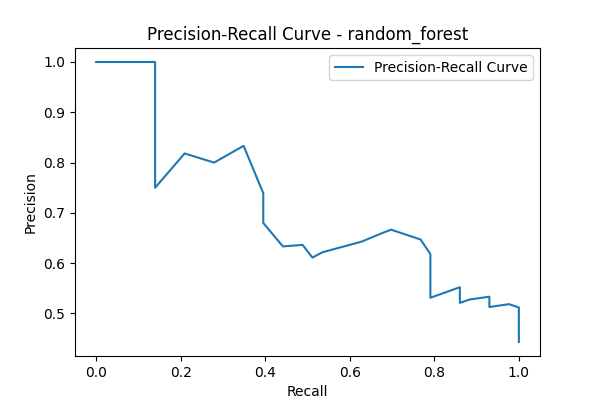 Precision-Recall Curve - random_forest
Precision-Recall Curve
1.0
0.9
0.8
0.7
0.6
0.5
Precision
0.0 0.2 0.4 0.6 0.8 1.0
Recall